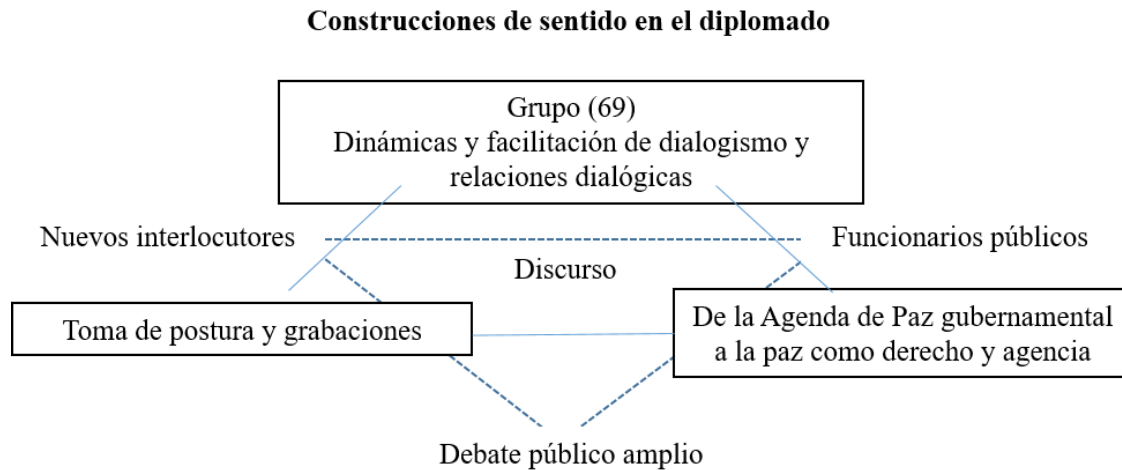 Construcciones de sentido en el diplomado
Grupo (69)
Dinámicas y facilitación de dialogismo y
relaciones dialógicas
Nuevos interlocutores
Funcionarios públicos
Discurso
Toma de postura y grabaciones
De la Agenda de Paz gubernamental
a la paz como derecho y agencia
Debate público amplio